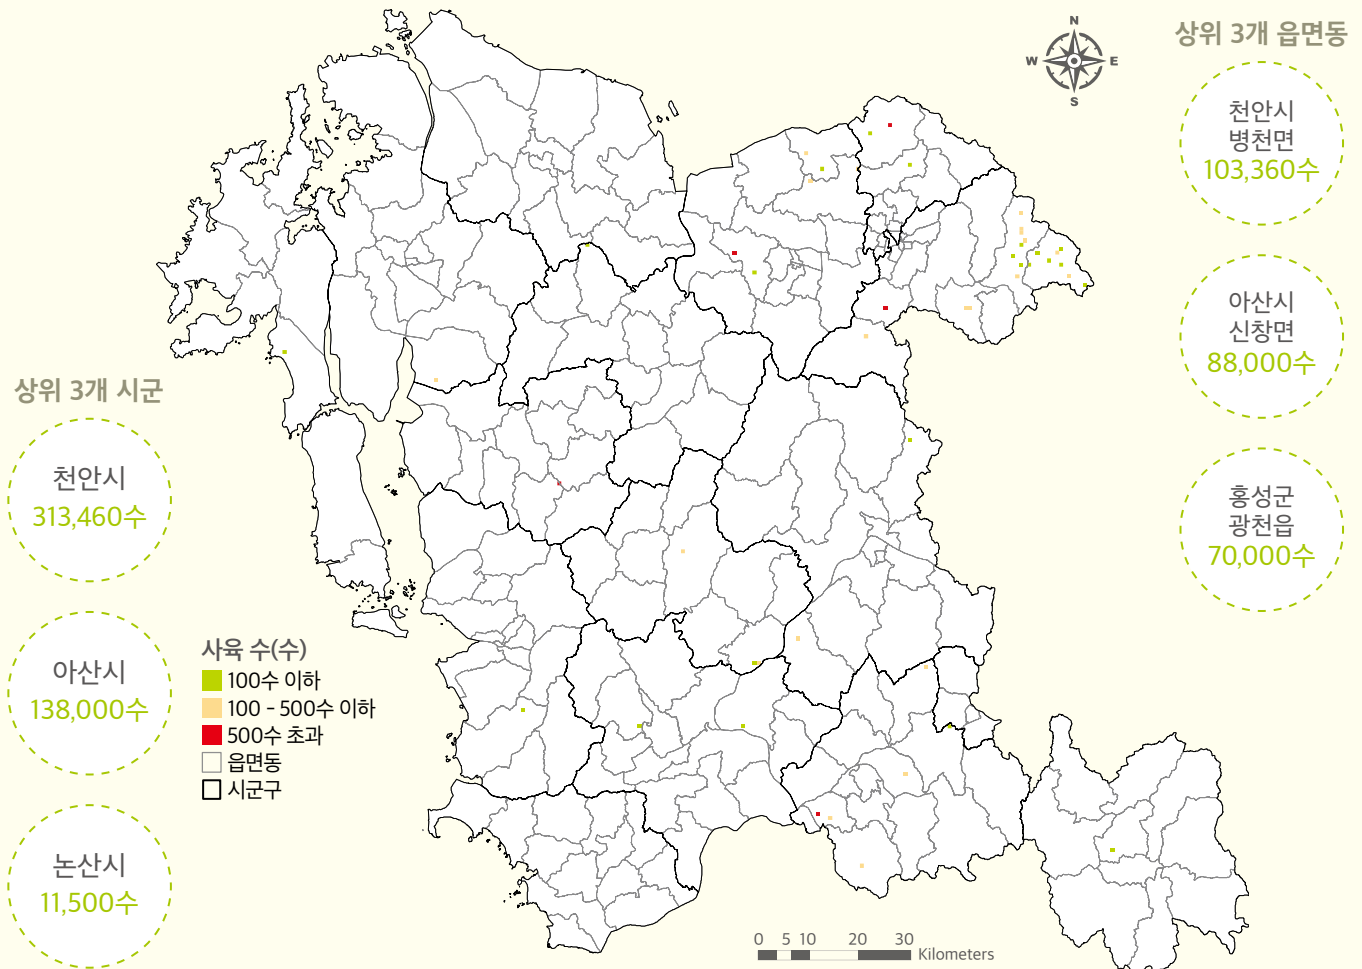 상위 3개 읍면동
천안시
병천면
103,360수
아산시
신창면
88,000수
홍성군
광천읍
70,000수
상위 3개 시군
천안시
313,460수
아산시
138,000수
논산시
11,500수
사육 수(수)
100수 이하
100 - 500수 이하
500수 초과
읍면동
시군구
N
W E
S
0 5 10 20 30
Kilometers